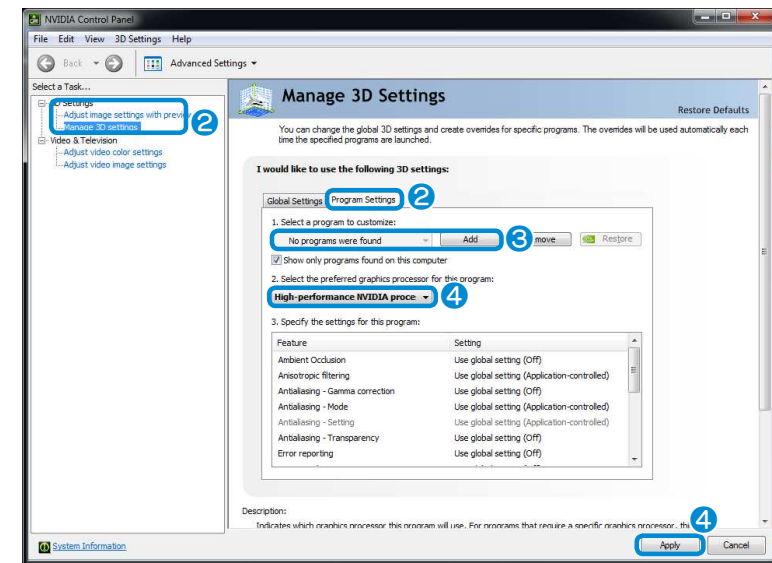 NVIDIA Control Panel
File Edit View 3D Settings Help
Back Advanced Settings
Select a Task...
3D Settings
Adjust image settings with preview
Manage 3D settings
Video & Television
Adjust video color settings
Adjust video image settings
2
Manage 3D Settings
Restore Defaults
You can change the global 3D settings and create overrides for specific programs. The overrides will be used automatically each
time the specified programs are launched.
I would like to use the following 3D settings:
Global Settings Program Settings 2
1. Select a program to customize:
No programs were found Add 3 move Restore
Show only programs found on this computer
2. Select the preferred graphics processor for this program:
High-performance NVIDIA proce 4
3. Specify the settings for this program:
Feature Setting
Ambient Occlusion Use global setting (Off)
Anisotropic filtering Use global setting (Application-controlled)
Antialiasing - Gamma correction Use global setting (Off)
Antialiasing - Mode Use global setting (Application-controlled)
Antialiasing - Setting Use global setting (Application-controlled)
Antialiasing - Transparency Use global setting (Off)
Error reporting Use global setting (Off)
Description:
Indicates which graphics processor this program will use. For programs that require a specific graphics processor, 4
System Information
Apply Cancel